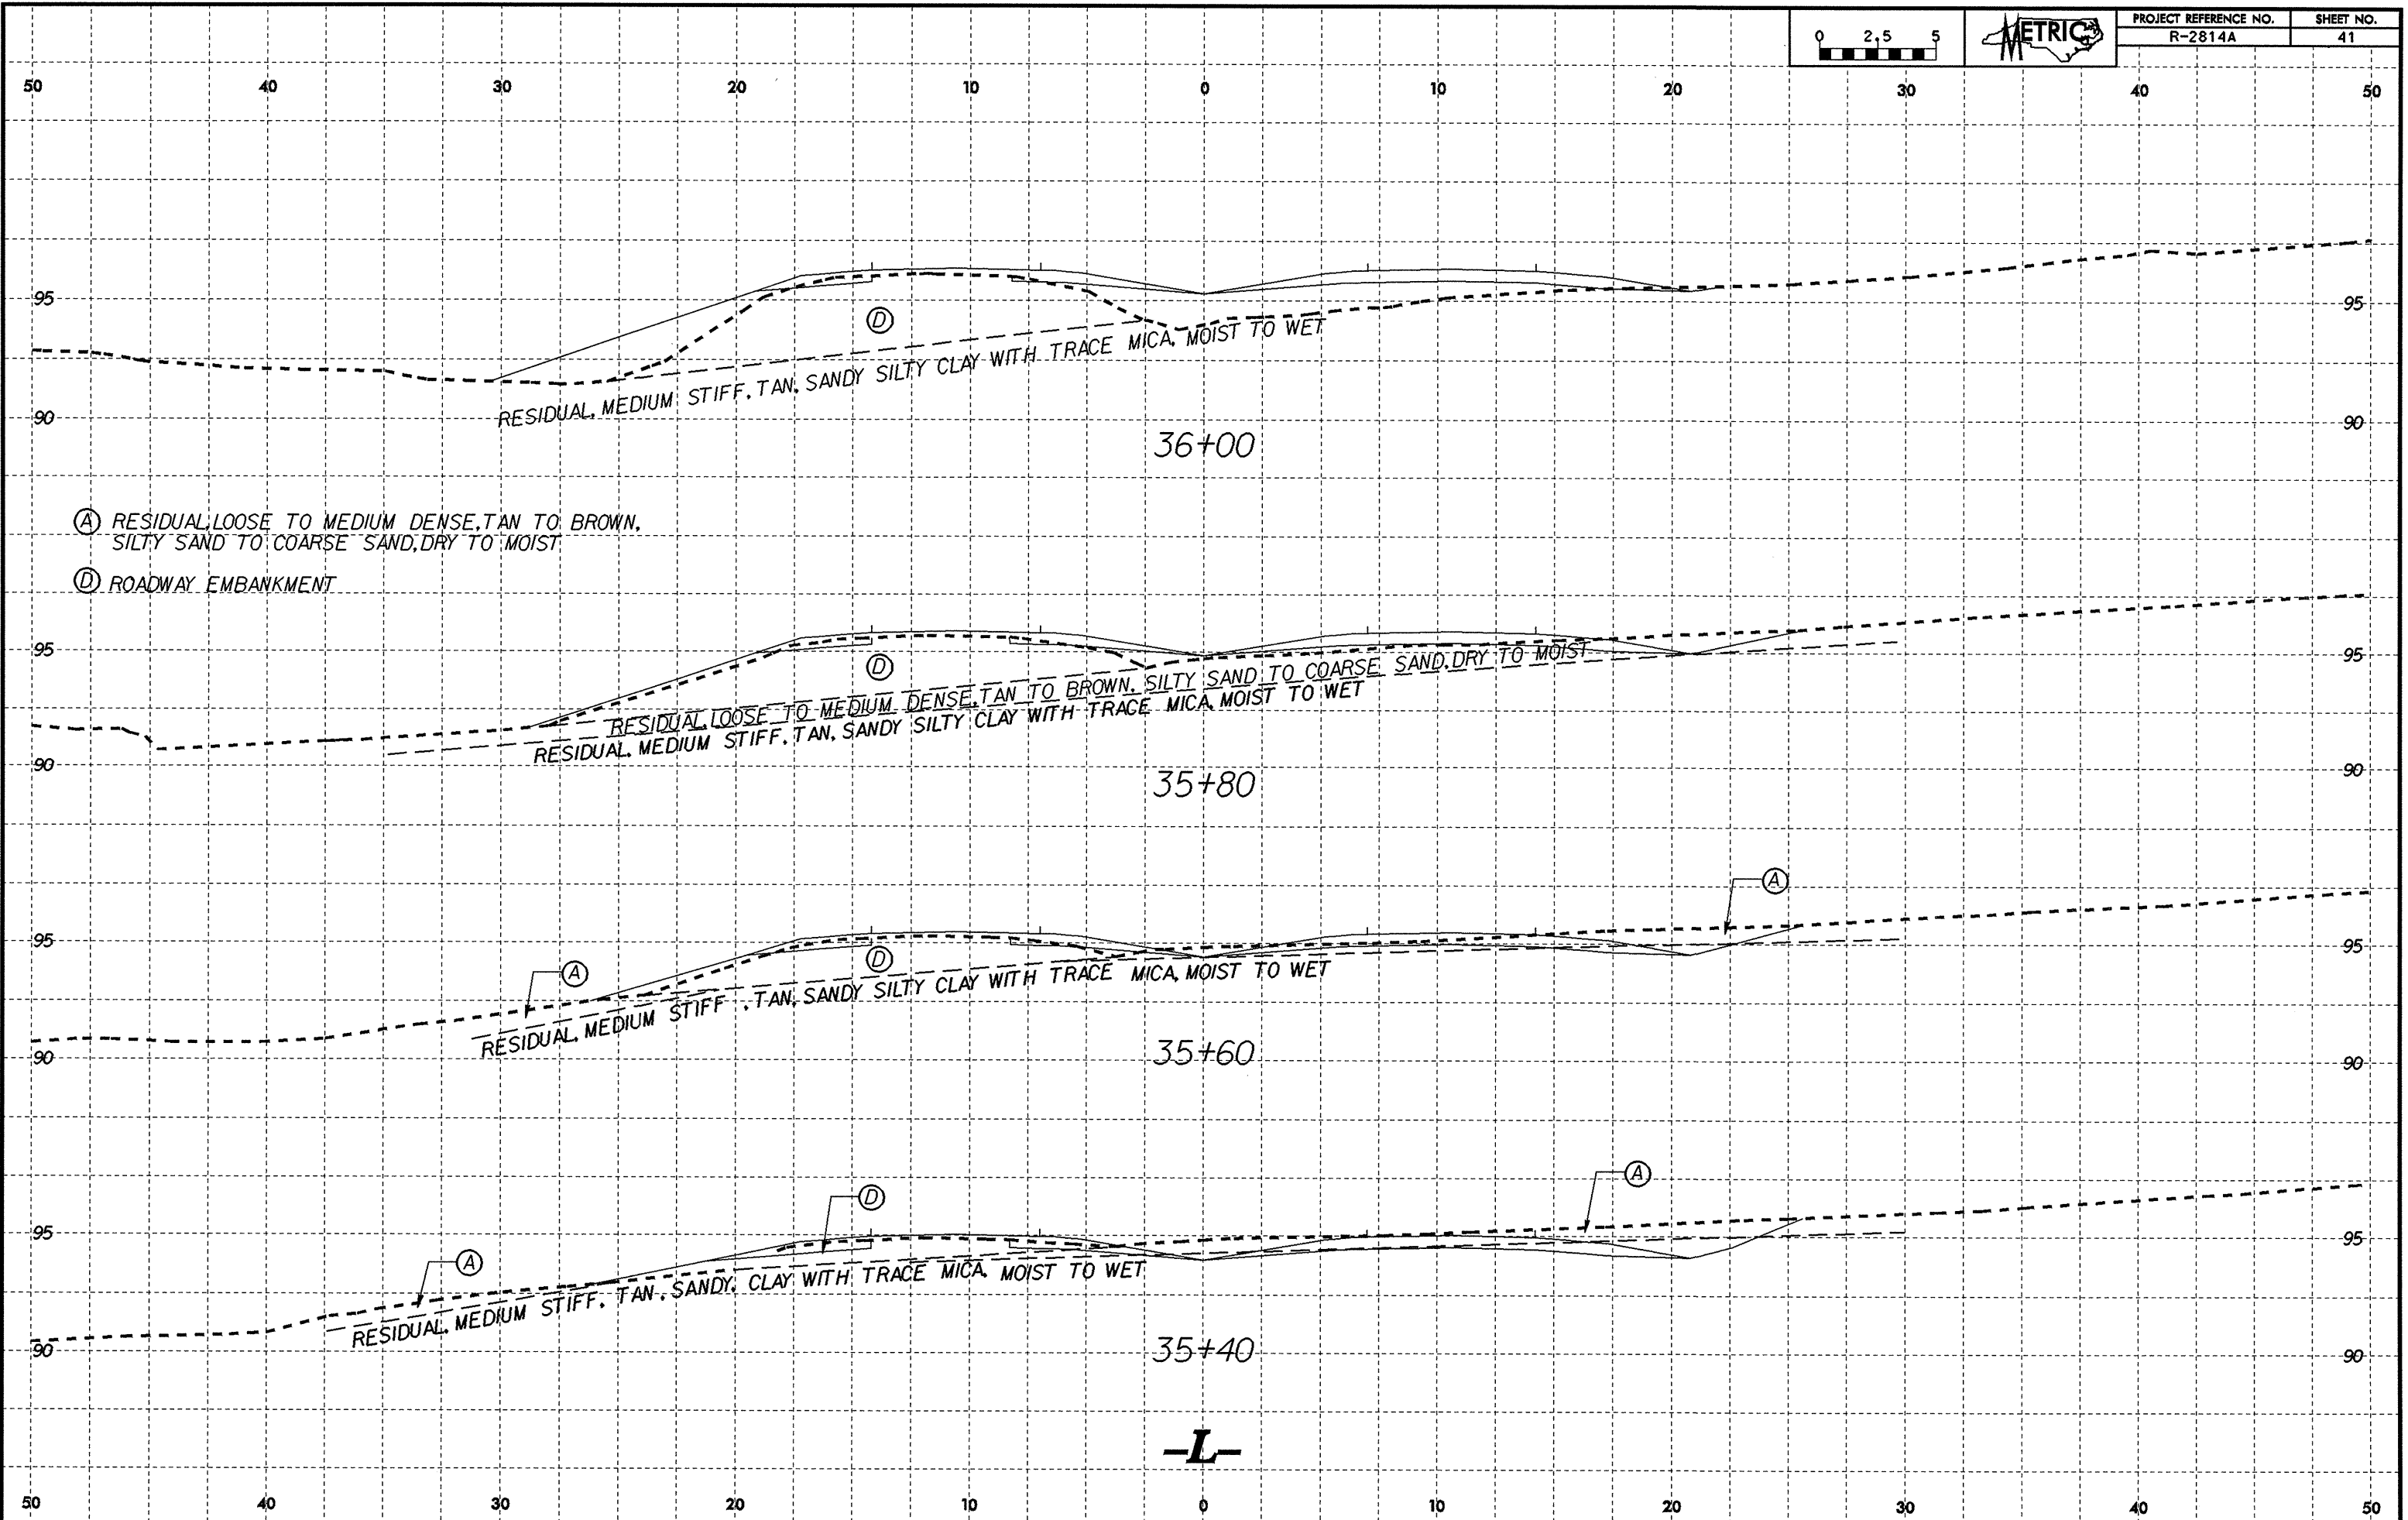 0 2.5 5
METRIC
PROJECT REFERENCE NO. SHEET NO.
R-2814A 41
50 40 30 20 10 0 10 20 30 40 50
95 95
D
RESIDUAL, MEDIUM STIFF, TAN, SANDY SILTY CLAY WITH TRACE MICA, MOIST TO WET
90 90
36+00
A RESIDUAL, LOOSE TO MEDIUM DENSE, TAN TO BROWN,
SILTY SAND TO COARSE SAND, DRY TO MOIST
D ROADWAY EMBANKMENT
95 95
D
RESIDUAL, LOOSE TO MEDIUM DENSE, TAN TO BROWN, SILTY SAND TO COARSE SAND, DRY TO MOIST
RESIDUAL, MEDIUM STIFF, TAN, SANDY SILTY CLAY WITH TRACE MICA, MOIST TO WET
90 90
35+80
A
95 95
D
A
RESIDUAL, MEDIUM STIFF , TAN, SANDY SILTY CLAY WITH TRACE MICA, MOIST TO WET
90 90
35+60
A
D
95 95
A
RESIDUAL, MEDIUM STIFF, TAN, SANDY, CLAY WITH TRACE MICA, MOIST TO WET
90 90
35+40
-L-
50 40 30 20 10 0 10 20 30 40 50